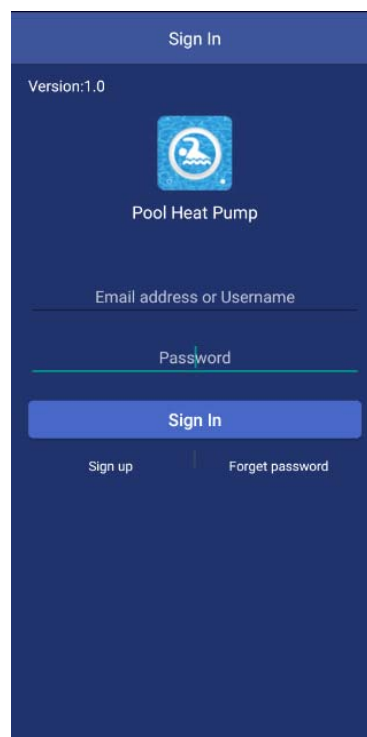 Sign In
Version:1.0
Pool Heat Pump
Email address or Username
Password
Sign In
Sign up
Forget password